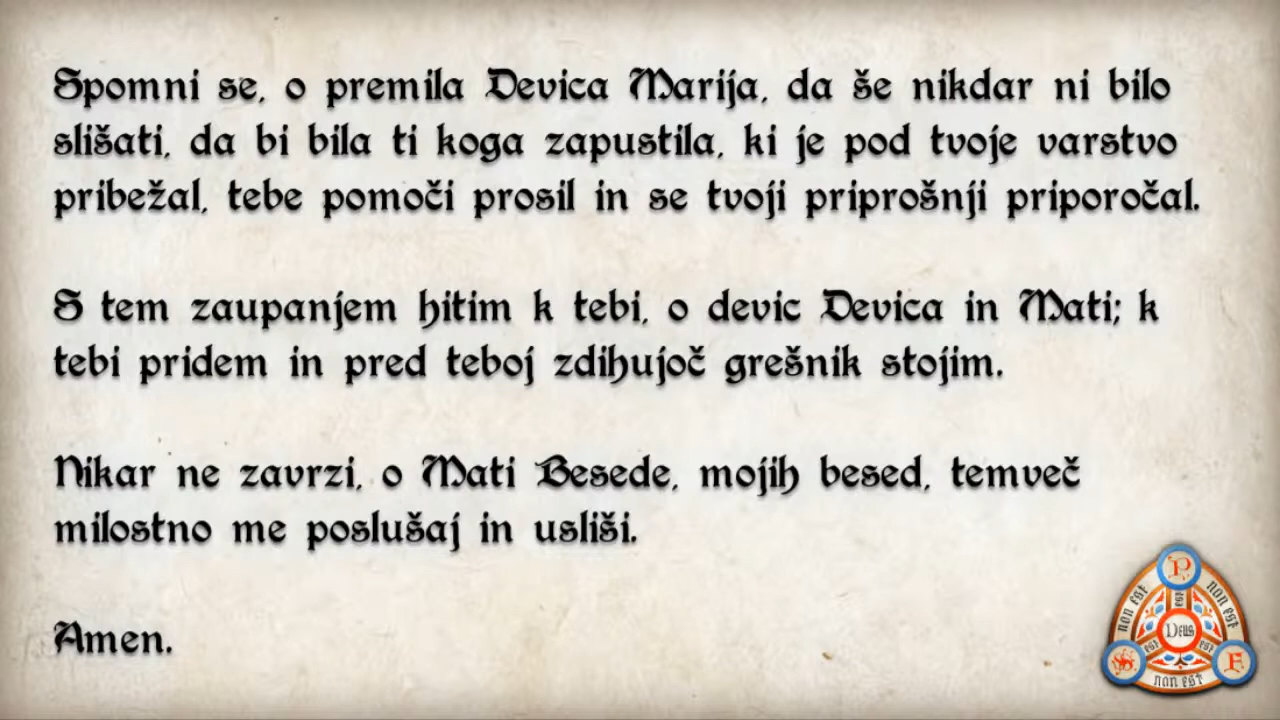 Spomni se, o premila Devica Marija, da še nikdar ni bilo
slišati, da bi bila ti koga zapustila, ki je pod tvoje varstvo
pribežal, tebe pomoči prosil in se tvoji priprošnji priporočal.
S tem zaupanjem hitim k tebi, o devic Devica in Mati; k
tebi pridem in pred teboj zdihujoč grešnik stojim.
Nikar ne zavrzi, o Mati Besede, mojih besed, temveč
milostno me poslušaj in usliši.
Amen.
P
non est
non est
est
Deus
est
est
S
F
non est